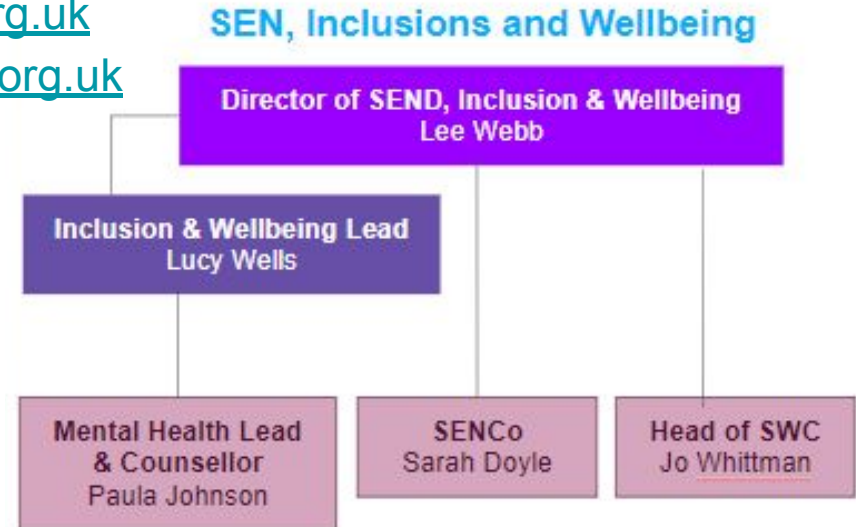 rg.uk
org.uk
SEN, Inclusions and Wellbeing
Director of SEND, Inclusion & Wellbeing
Lee Webb
Inclusion & Wellbeing Lead
Lucy Wells
Mental Health Lead
& Counsellor
Paula Johnson
SENCo
Sarah Doyle
Head of SWC
Jo Whittman